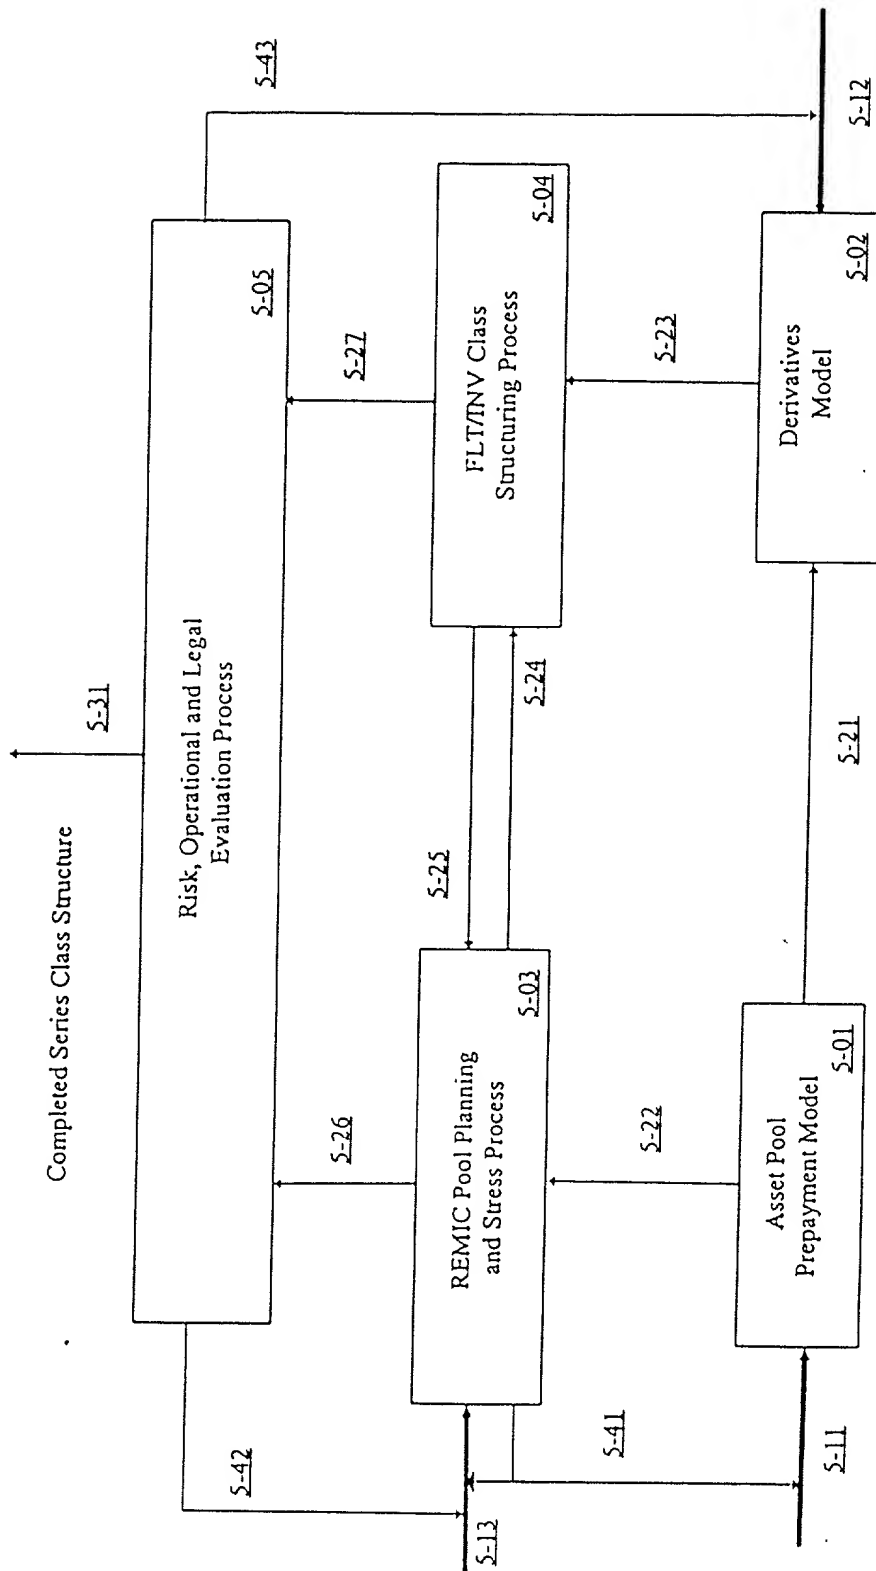 Completed Series Class Structure
5-31
Risk, Operational and Legal
Evaluation Process
5-05
5-42
5-26
5-27
5-43
REMIC Pool Planning
and Stress Process
5-03
5-25
5-24
FLT/INV Class
Structuring Process
5-04
5-13
5-41
5-22
5-23
5-11
Asset Pool
Prepayment Model
5-01
5-21
Derivatives
Model
5-02
5-12